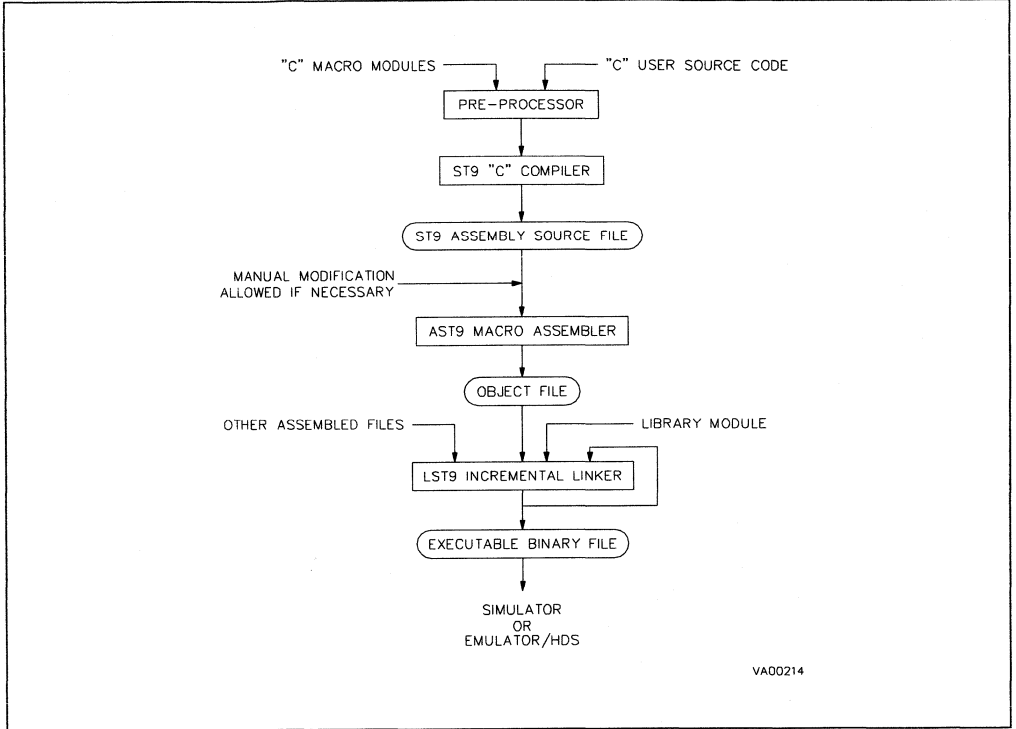 "C" MACRO MODULES
"C" USER SOURCE CODE
PRE-PROCESSOR
ST9 "C" COMPILER
ST9 ASSEMBLY SOURCE FILE
MANUAL MODIFICATION
ALLOWED IF NECESSARY
AST9 MACRO ASSEMBLER
OBJECT FILE
OTHER ASSEMBLED FILES
LIBRARY MODULE
LST9 INCREMENTAL LINKER
EXECUTABLE BINARY FILE
SIMULATOR
OR
EMULATOR/HDS
VA00214